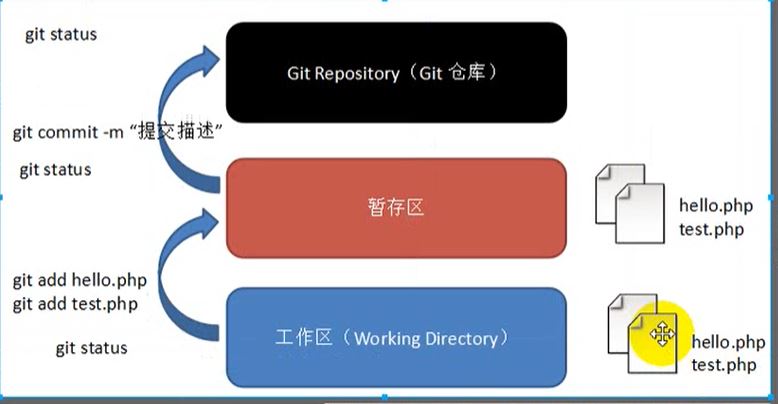 git status
Git Repository（Git 仓库）
git commit -m “提交描述”
git status
暂存区
hello.php
test.php
git add hello.php
git add test.php
工作区（Working Directory）
git status
hello.php
test.php